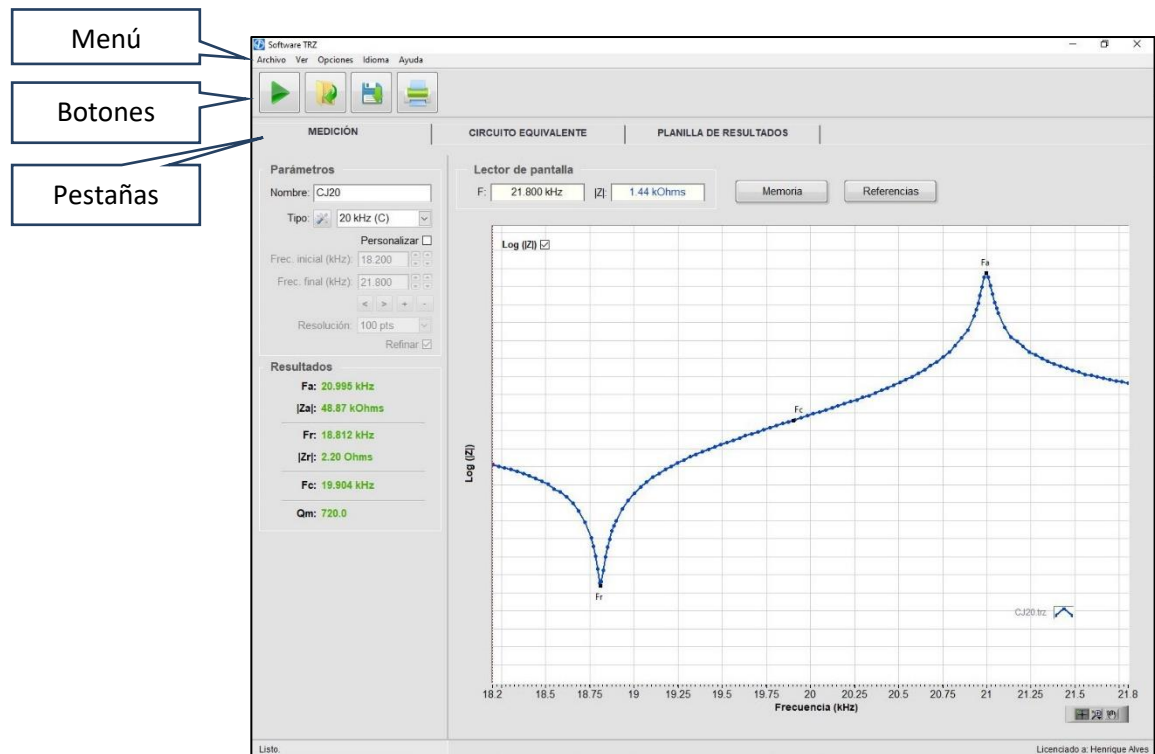 Menú
Botones
Pestañas
Software TRZ
Archivo Ver Opciones Idioma Ayuda
MEDICIÓN CIRCUITO EQUIVALENTE PLANILLA DE RESULTADOS
Parámetros
Nombre: CJ20
Tipo: 20 kHz (C)
Personalizar
Frec. inicial (kHz): 18.200
Frec. final (kHz): 21.800
< > + -
Resolución: 100 pts
Refinar
Resultados
Fa: 20.995 kHz
|Za|: 48.87 kOhms
Fr: 18.812 kHz
|Zr|: 2.20 Ohms
Fc: 19.904 kHz
Qm: 720.0
Lector de pantalla
F: 21.800 kHz |Z|: 1.44 kOhms
Memoria Referencias
Log (|Z|)
Fa
Fc
Fr
Log (|Z|)
CJ20.trz
18.2 18.5 18.75 19 19.25 19.5 19.75 20 20.25 20.5 20.75 21 21.25 21.5 21.8
Frecuencia (kHz)
Listo. Licenciado a: Henrique Alves